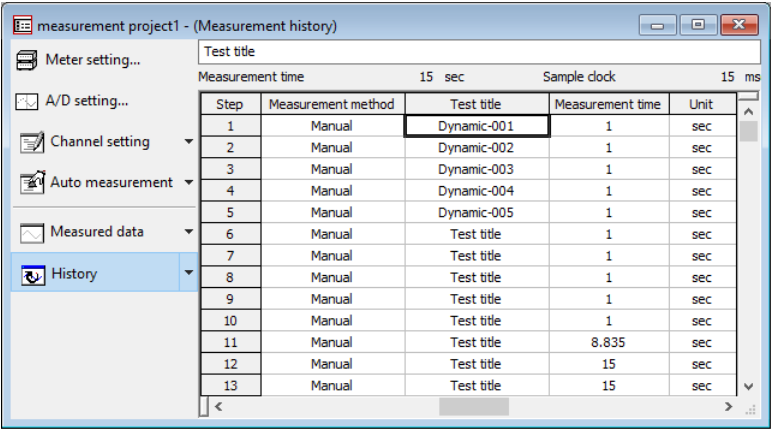 measurement project1 - (Measurement history)
Meter setting...
A/D setting...
Channel setting
Auto measurement
Measured data
History
Test title
Measurement time 15 sec Sample clock 15 ms
Step Measurement method Test title Measurement time Unit
1 Manual Dynamic-001 1 sec
2 Manual Dynamic-002 1 sec
3 Manual Dynamic-003 1 sec
4 Manual Dynamic-004 1 sec
5 Manual Dynamic-005 1 sec
6 Manual Test title 1 sec
7 Manual Test title 1 sec
8 Manual Test title 1 sec
9 Manual Test title 1 sec
10 Manual Test title 1 sec
11 Manual Test title 8.835 sec
12 Manual Test title 15 sec
13 Manual Test title 15 sec